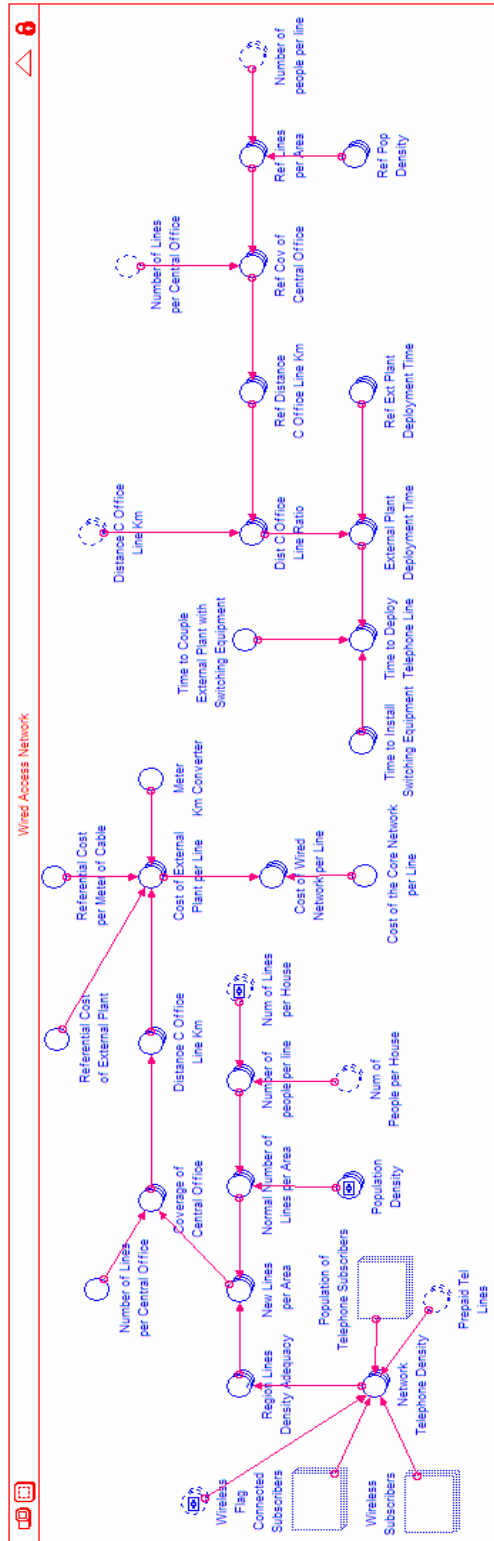 Wired Access Network
Referential Cost
of External Plant
Referential Cost
per Meter of Cable
Number of Lines
per Central Office
Coverage of
Central Office
Distance C Office
Line Km
Cost of External
Plant per Line
Meter
Km Converter
Wireless
Flag
Region Lines
Density Adequacy
New Lines
per Area
Normal Number of
Lines per Area
Number of
people per line
Num of Lines
per House
Cost of Wired
Network per Line
Connected
Subscribers
Population of
Telephone Subscribers
Population
Density
Num of
People per House
Cost of the Core Network
per Line
Wireless
Subscribers
Network
Telephone Density
Prepaid Tel
Lines
Distance C Office
Line Km
Number of Lines
per Central Office
Number of
people per line
Time to Couple
External Plant with
Switching Equipment
Dist C Office
Line Ratio
Ref Distance
C Office Line Km
Ref Cov of
Central Office
Ref Lines
per Area
Time to Install
Switching Equipment
Time to Deploy
Telephone Line
External Plant
Deployment Time
Ref Ext Plant
Deployment Time
Ref Pop
Density